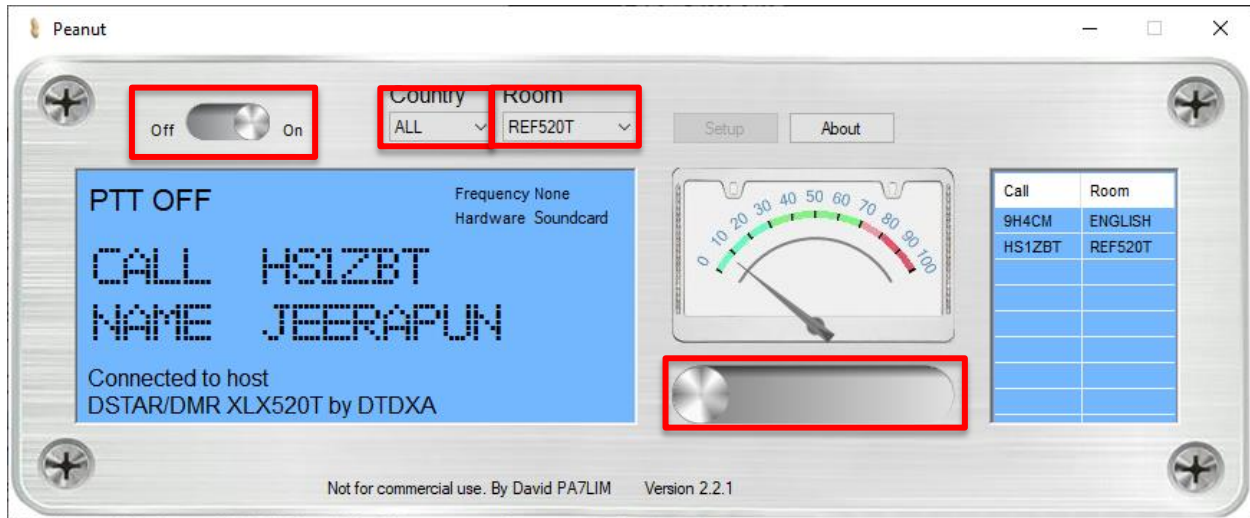 Peanut
Off On
Country Room
ALL REF520T
Setup About
PTT OFF
Frequency None
Hardware Soundcard
CALL HS1ZBT
NAME JEERAPUN
Connected to host
DSTAR/DMR XLX520T by DTDXA
0 10 20 30 40 50 60 70 80 90 100
Call Room
9H4CM ENGLISH
HS1ZBT REF520T
Not for commercial use. By David PA7LIM Version 2.2.1